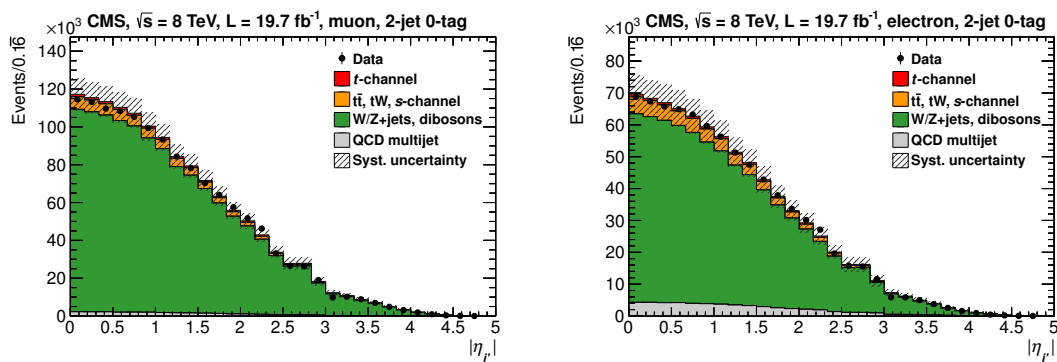 CMS, √s = 8 TeV, L = 19.7 fb⁻¹, muon, 2-jet 0-tag
×10³
Events/0.16̅
140
120
100
80
60
40
20
0
Data
t-channel
tt̄, tW, s-channel
W/Z+jets, dibosons
QCD multijet
Syst. uncertainty
0 0.5 1 1.5 2 2.5 3 3.5 4 4.5 5
|η_j'|
CMS, √s = 8 TeV, L = 19.7 fb⁻¹, electron, 2-jet 0-tag
×10³
Events/0.16̅
80
70
60
50
40
30
20
10
0
Data
t-channel
tt̄, tW, s-channel
W/Z+jets, dibosons
QCD multijet
Syst. uncertainty
0 0.5 1 1.5 2 2.5 3 3.5 4 4.5 5
|η_j'|